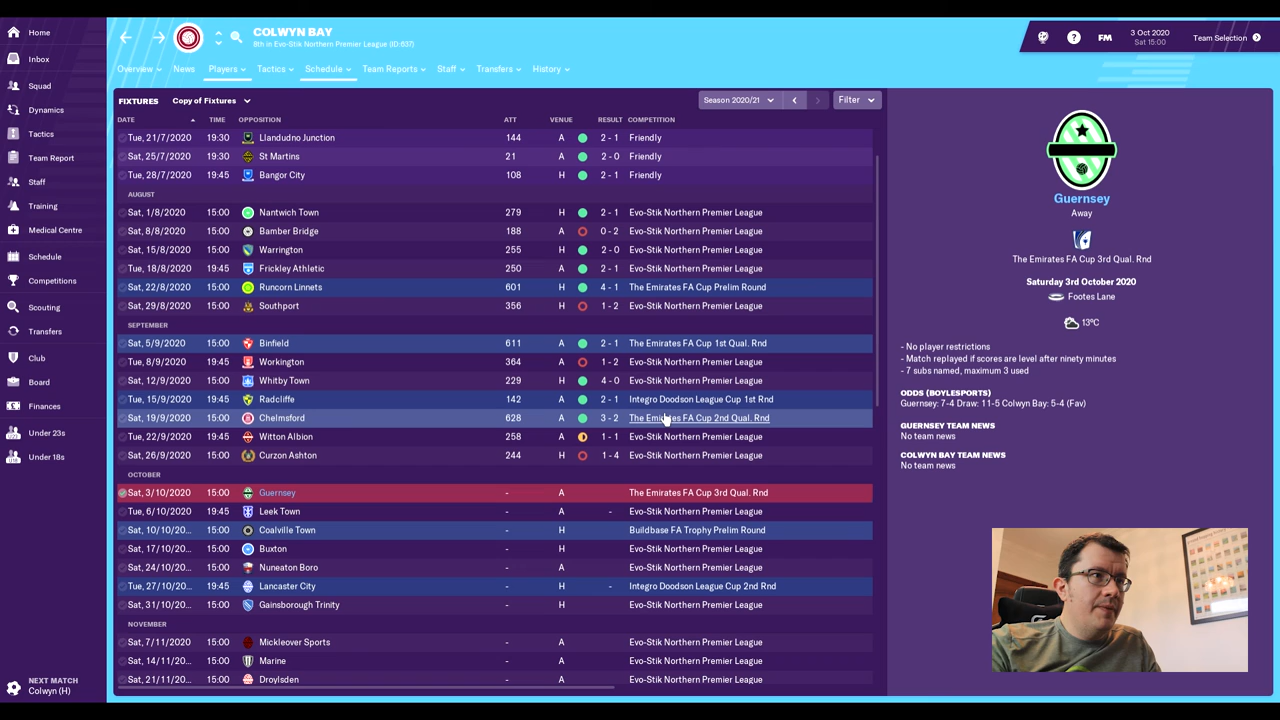 Home
Inbox
Squad
Dynamics
Tactics
Team Report
Staff
Training
Medical Centre
Schedule
Competitions
Scouting
Transfers
Club
Board
Finances
Under 23s
Under 18s
NEXT MATCH
Colwyn (H)
COLWYN BAY
8th in Evo-Stik Northern Premier League (ID:637)
FM
3 Oct 2020
Sat 15:00
Team Selection
Overview News Players Tactics Schedule Team Reports Staff Transfers History
FIXTURES Copy of Fixtures Season 2020/21 Filter
DATE TIME OPPOSITION ATT VENUE RESULT COMPETITION
Tue, 21/7/2020 19:30 Llandudno Junction 144 A 2 - 1 Friendly
Sat, 25/7/2020 19:30 St Martins 21 A 2 - 0 Friendly
Tue, 28/7/2020 19:45 Bangor City 108 H 2 - 1 Friendly
AUGUST
Sat, 1/8/2020 15:00 Nantwich Town 279 H 2 - 1 Evo-Stik Northern Premier League
Sat, 8/8/2020 15:00 Bamber Bridge 188 A 0 - 2 Evo-Stik Northern Premier League
Sat, 15/8/2020 15:00 Warrington 255 H 2 - 0 Evo-Stik Northern Premier League
Tue, 18/8/2020 19:45 Frickley Athletic 250 A 2 - 1 Evo-Stik Northern Premier League
Sat, 22/8/2020 15:00 Runcorn Linnets 601 H 4 - 1 The Emirates FA Cup Prelim Round
Sat, 29/8/2020 15:00 Southport 356 H 1 - 2 Evo-Stik Northern Premier League
SEPTEMBER
Sat, 5/9/2020 15:00 Binfield 611 A 2 - 1 The Emirates FA Cup 1st Qual. Rnd
Tue, 8/9/2020 19:45 Workington 364 A 1 - 2 Evo-Stik Northern Premier League
Sat, 12/9/2020 15:00 Whitby Town 229 H 4 - 0 Evo-Stik Northern Premier League
Tue, 15/9/2020 19:45 Radcliffe 142 A 2 - 1 Integro Doodson League Cup 1st Rnd
Sat, 19/9/2020 15:00 Chelmsford 628 A 3 - 2 The Emirates FA Cup 2nd Qual. Rnd
Tue, 22/9/2020 19:45 Witton Albion 258 A 1 - 1 Evo-Stik Northern Premier League
Sat, 26/9/2020 15:00 Curzon Ashton 244 H 1 - 4 Evo-Stik Northern Premier League
OCTOBER
Sat, 3/10/2020 15:00 Guernsey - A The Emirates FA Cup 3rd Qual. Rnd
Tue, 6/10/2020 19:45 Leek Town - A - Evo-Stik Northern Premier League
Sat, 10/10/20... 15:00 Coalville Town - H Buildbase FA Trophy Prelim Round
Sat, 17/10/20... 15:00 Buxton - H Evo-Stik Northern Premier League
Sat, 24/10/20... 15:00 Nuneaton Boro - A Evo-Stik Northern Premier League
Tue, 27/10/20... 19:45 Lancaster City - H - Integro Doodson League Cup 2nd Rnd
Sat, 31/10/20... 15:00 Gainsborough Trinity - H Evo-Stik Northern Premier League
NOVEMBER
Sat, 7/11/2020 15:00 Mickleover Sports - A Evo-Stik Northern Premier League
Sat, 14/11/20... 15:00 Marine - A Evo-Stik Northern Premier League
Sat, 21/11/20... 15:00 Droylsden - A Evo-Stik Northern Premier League
Guernsey
Away
The Emirates FA Cup 3rd Qual. Rnd
Saturday 3rd October 2020
Footes Lane
13°C
- No player restrictions
- Match replayed if scores are level after ninety minutes
- 7 subs named, maximum 3 used
ODDS (BOYLESPORTS)
Guernsey: 7-4 Draw: 11-5 Colwyn Bay: 5-4 (Fav)
GUERNSEY TEAM NEWS
No team news
COLWYN BAY TEAM NEWS
No team news